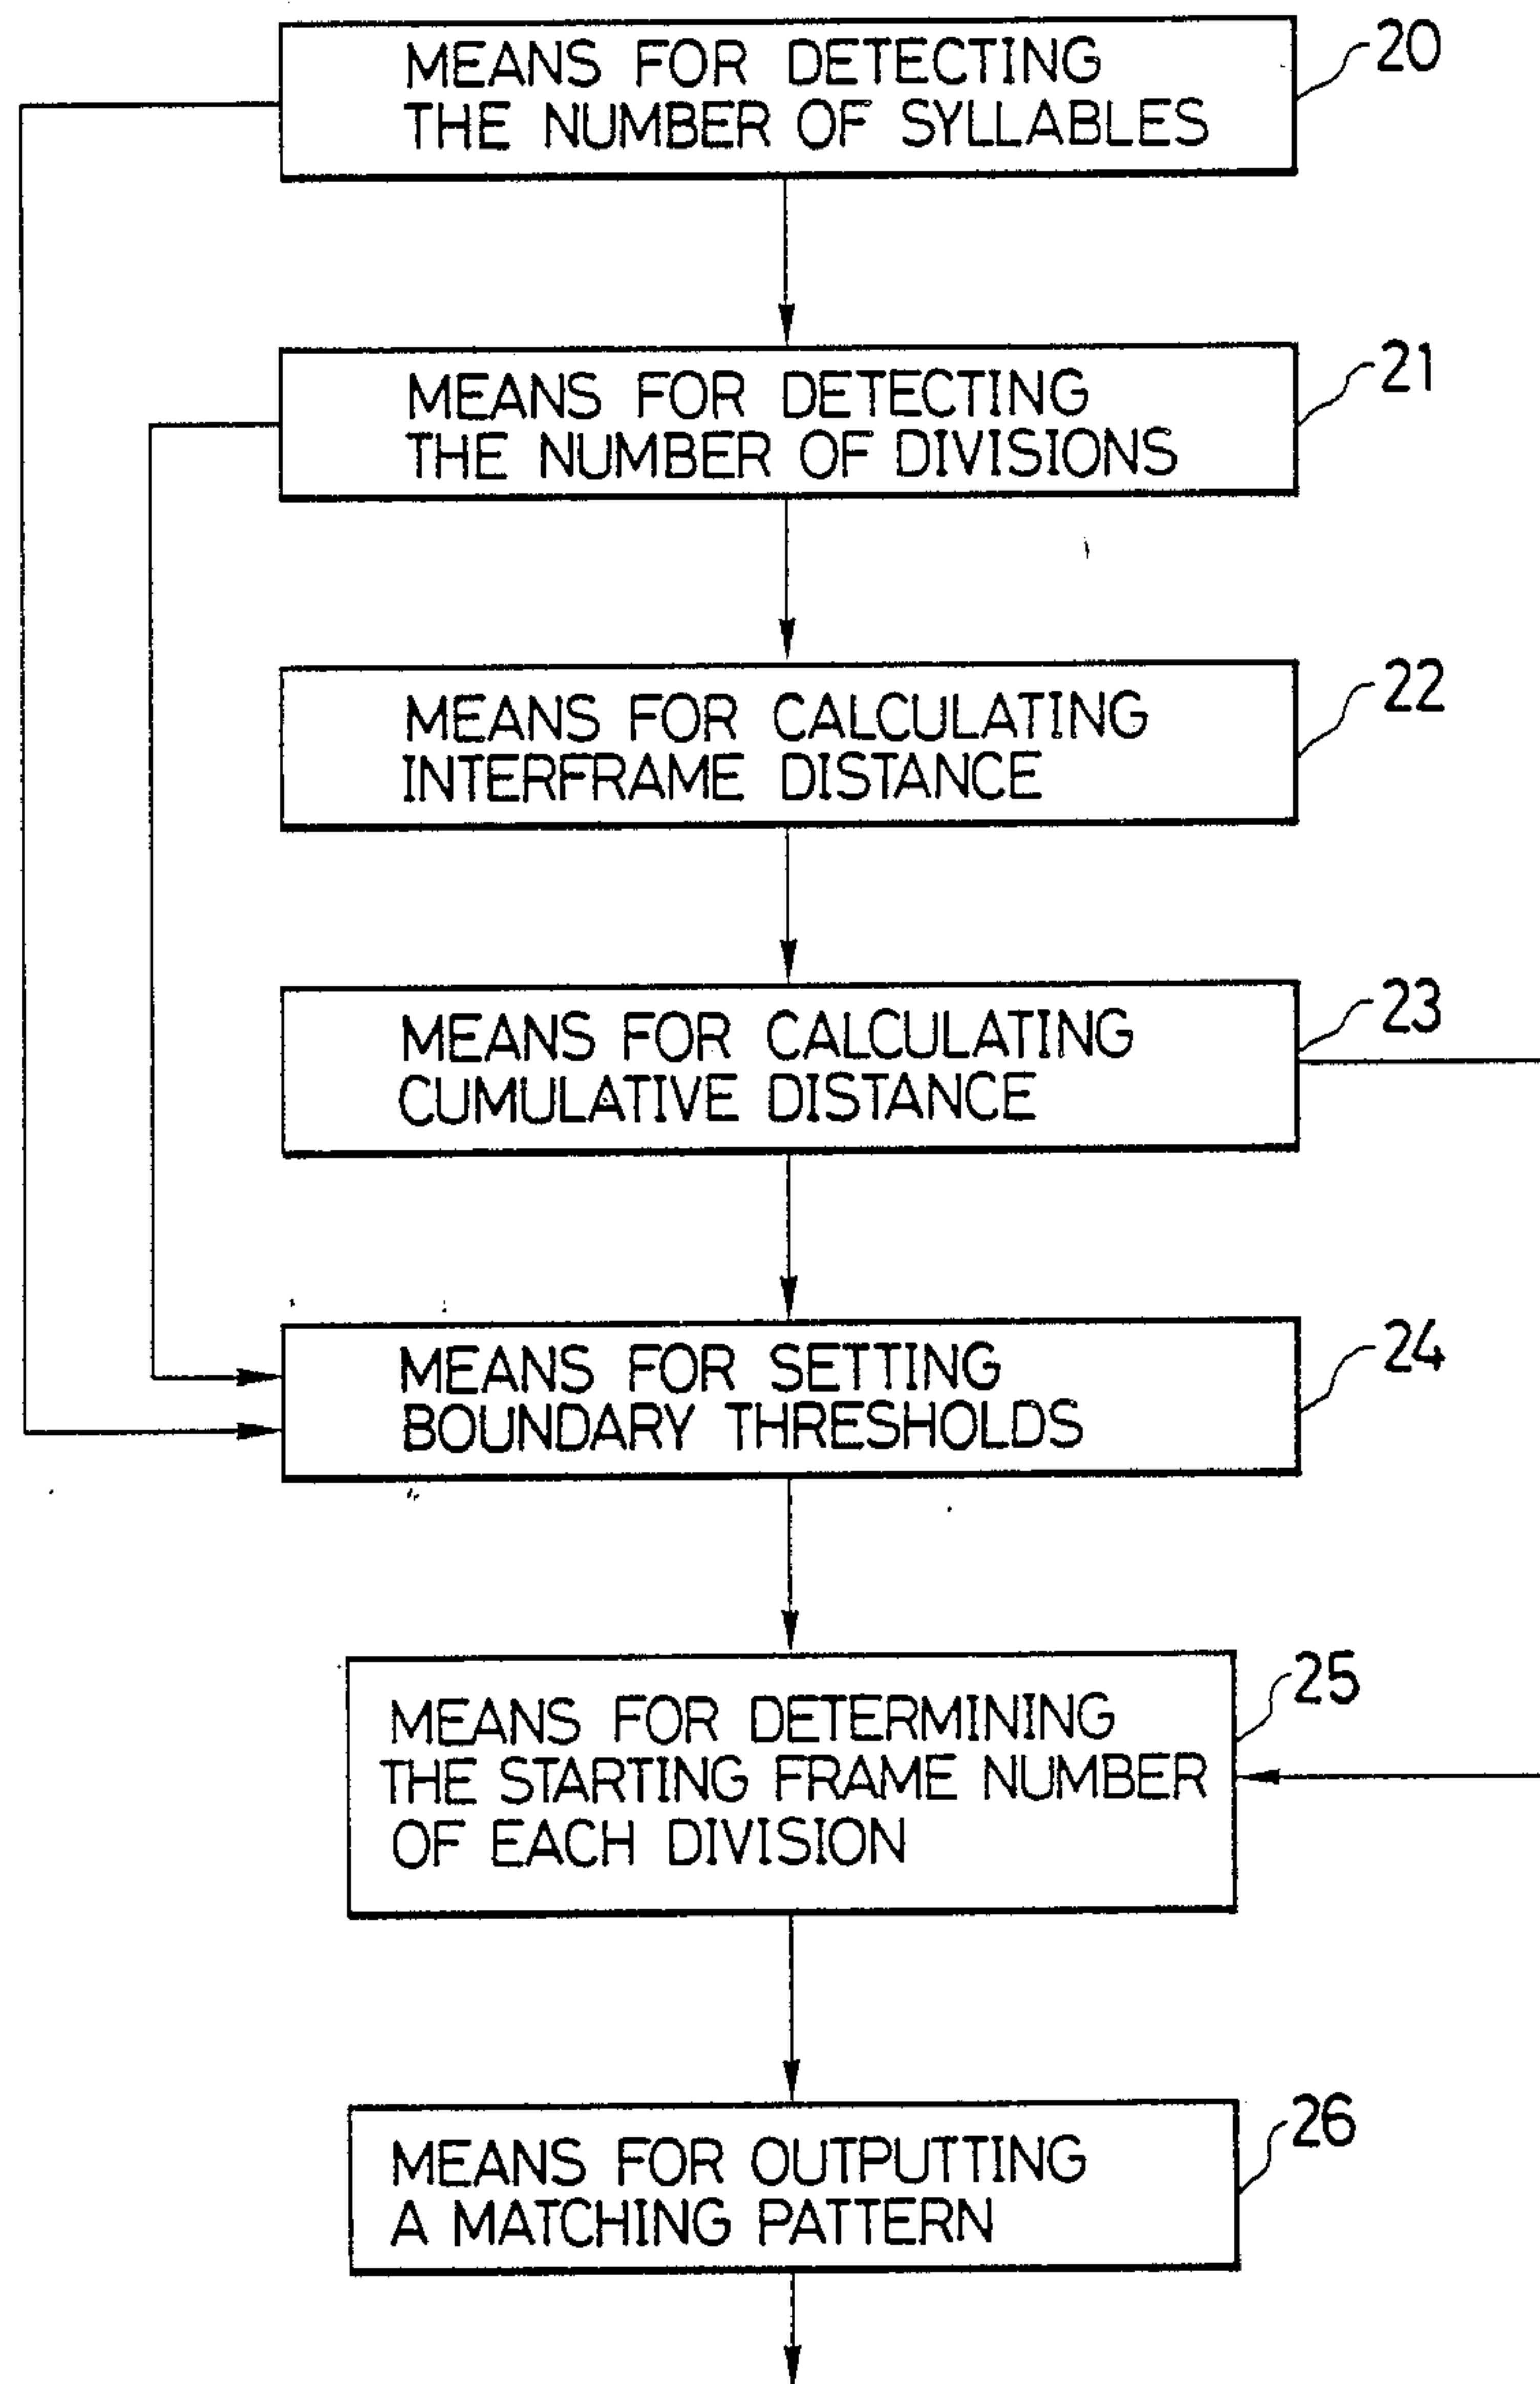 MEANS FOR DETECTING
THE NUMBER OF SYLLABLES
20
MEANS FOR DETECTING
THE NUMBER OF DIVISIONS
21
MEANS FOR CALCULATING
INTERFRAME DISTANCE
22
MEANS FOR CALCULATING
CUMULATIVE DISTANCE
23
MEANS FOR SETTING
BOUNDARY THRESHOLDS
24
MEANS FOR DETERMINING
THE STARTING FRAME NUMBER
OF EACH DIVISION
25
MEANS FOR OUTPUTTING
A MATCHING PATTERN
26